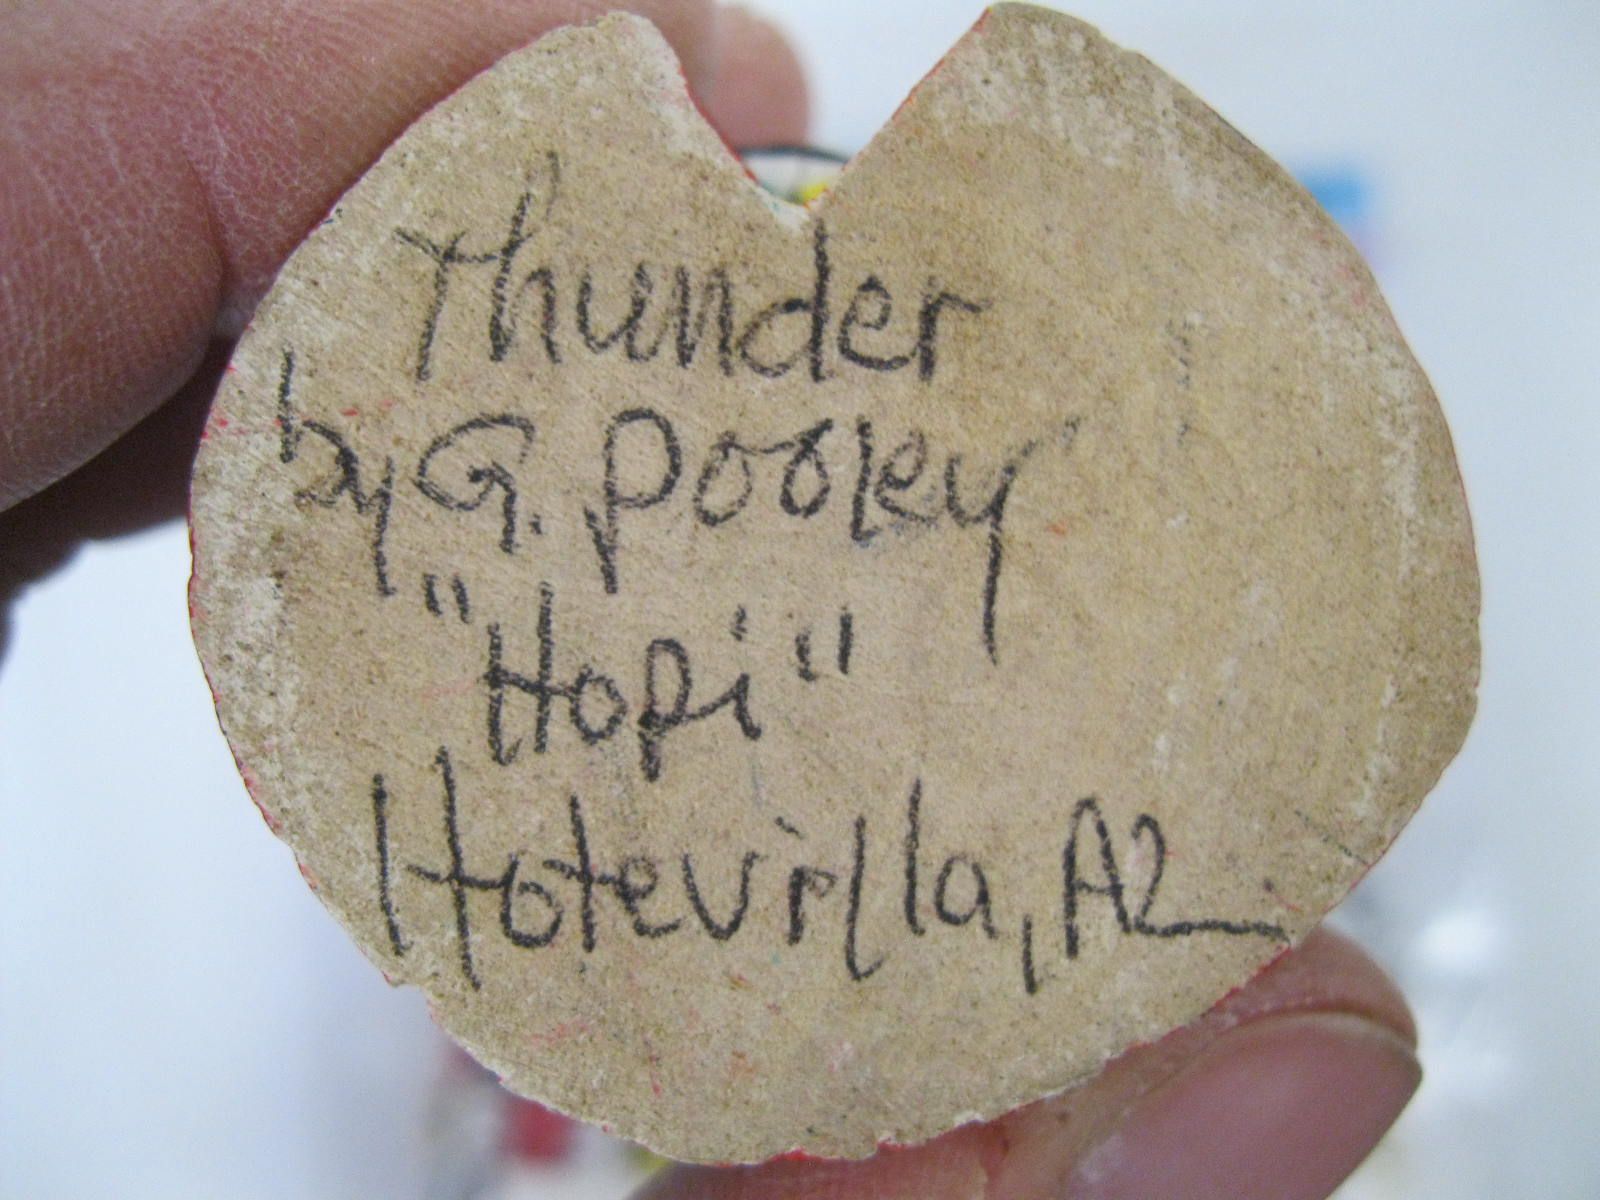 Thunder
by G. Pooley
"Hopi"
Hotevilla, AZ